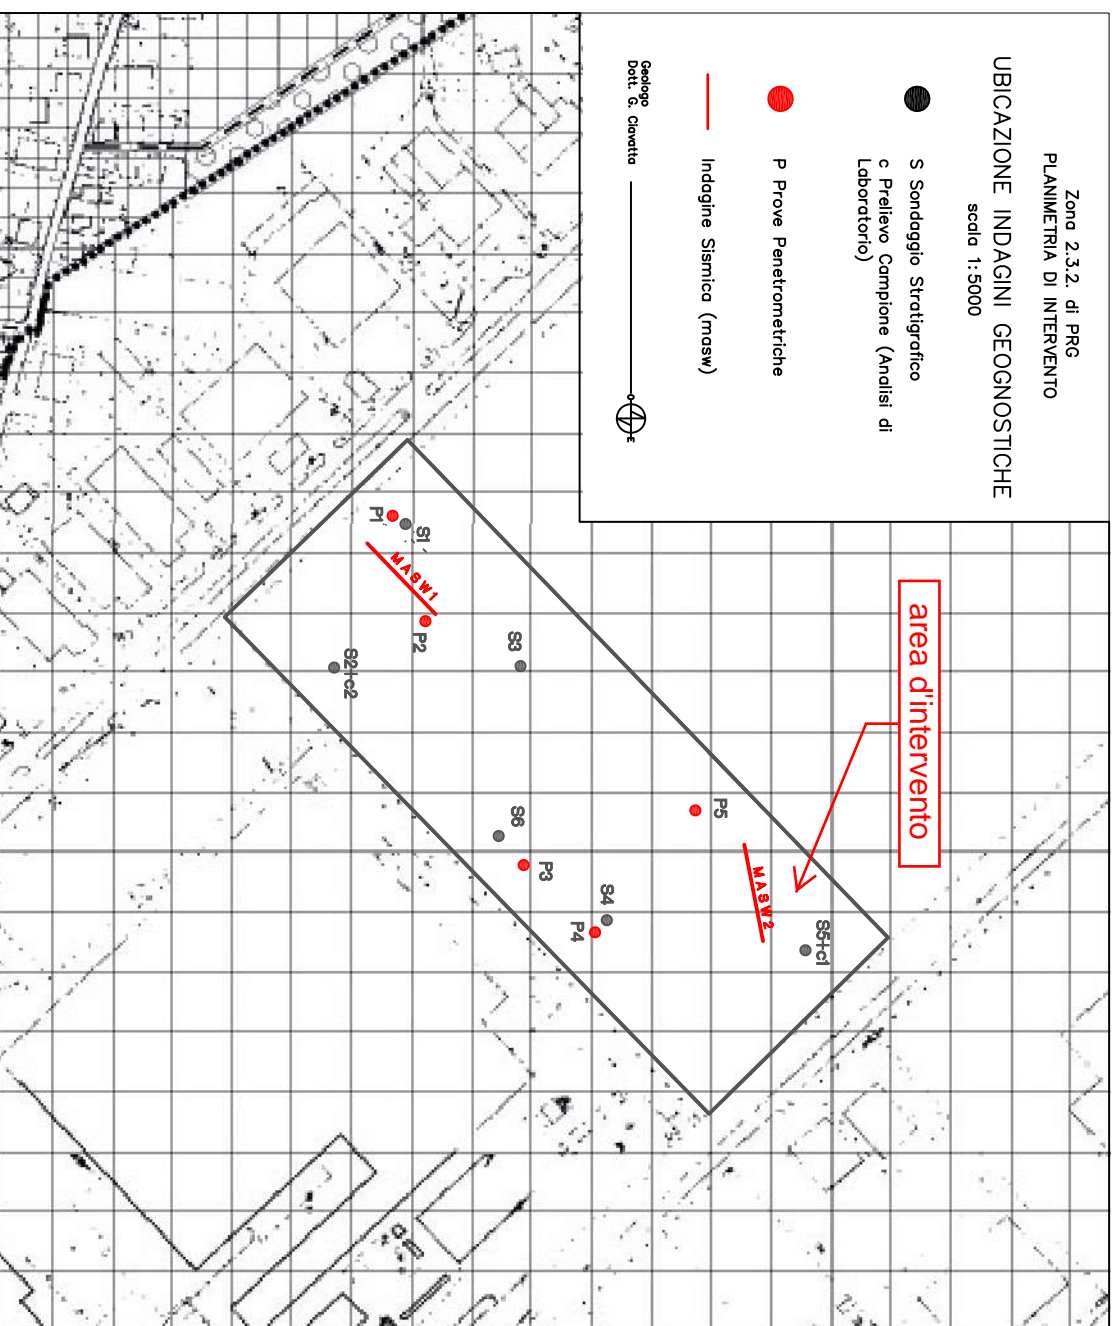 Zona 2.3.2. di PRG
PLANIMETRIA DI INTERVENTO
UBICAZIONE INDAGINI GEOGNOSTICHE
scala 1:5000
S Sondaggio Stratigrafico
c Prelievo Campione (Analisi di
Laboratorio)
P Prove Penetrometriche
Indagine Sismica (masw)
Geologo
Dott. G. Ciavatta
O
E
area d'intervento
P1
S1
MASW1
P2
S2+c2
S3
P5
MASW2
S5+c1
S6
P3
S4
P4